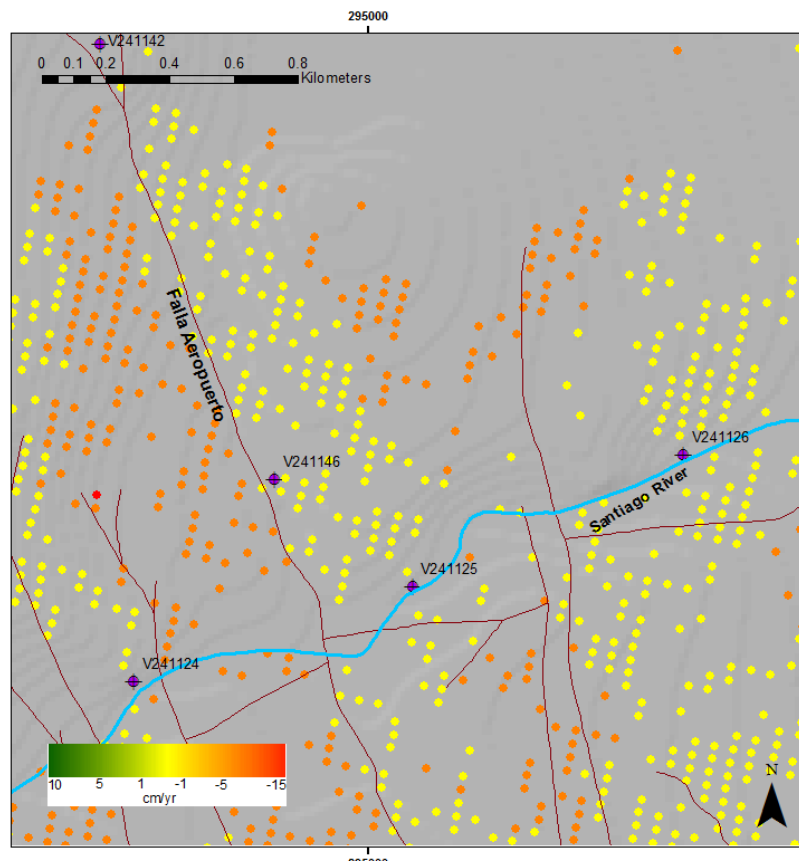 295000
V241142
0 0.1 0.2 0.4 0.6 0.8
Kilometers
Falla Aeropuerto
V241126
V241146
Santiago River
V241125
V241124
10 5 1 -1 -5 -15
cm/yr
N
295000